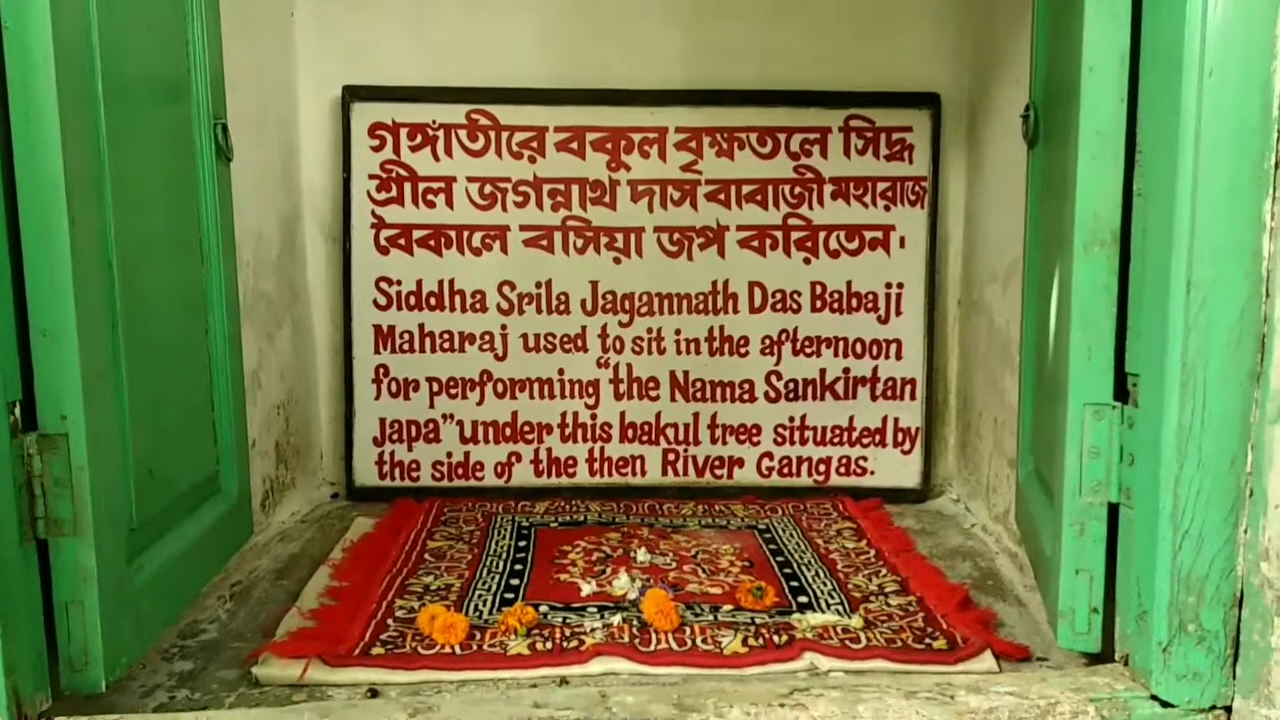 গঙ্গাতীরে বকুল বৃক্ষতলে সিদ্ধ
শ্রীল জগন্নাথ দাস বাবাজী মহারাজ
বৈকালে বসিয়া জপ করিতেন।
Siddha Srila Jagannath Das Babaji
Maharaj used to sit in the afternoon
for performing “the Nama Sankirtan
Japa” under this bakul tree situated by
the side of the then River Gangas.